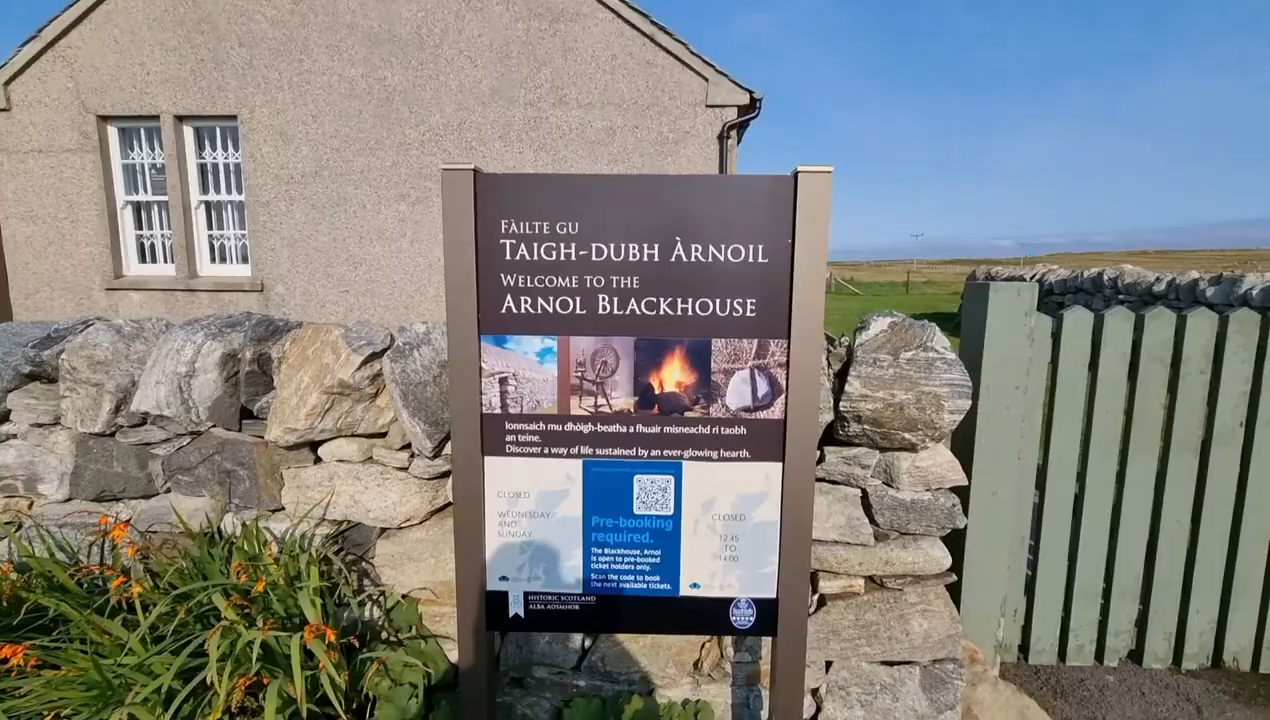 FÀILTE GU
TAIGH-DUBH ÀRNOIL
WELCOME TO THE
ARNOL BLACKHOUSE
Ionnsaich mu dhòigh-beatha a fhuair misneachd ri taobh
an teine.
Discover a way of life sustained by an ever-glowing hearth.
CLOSED
WEDNESDAY
AND
SUNDAY
Pre-booking
required.
The Blackhouse, Arnol
is open to pre-booked
ticket holders only.
Scan the code to book
the next available tickets.
CLOSED
12.45
TO
14.00
HISTORIC SCOTLAND
ALBA AOSMHOR